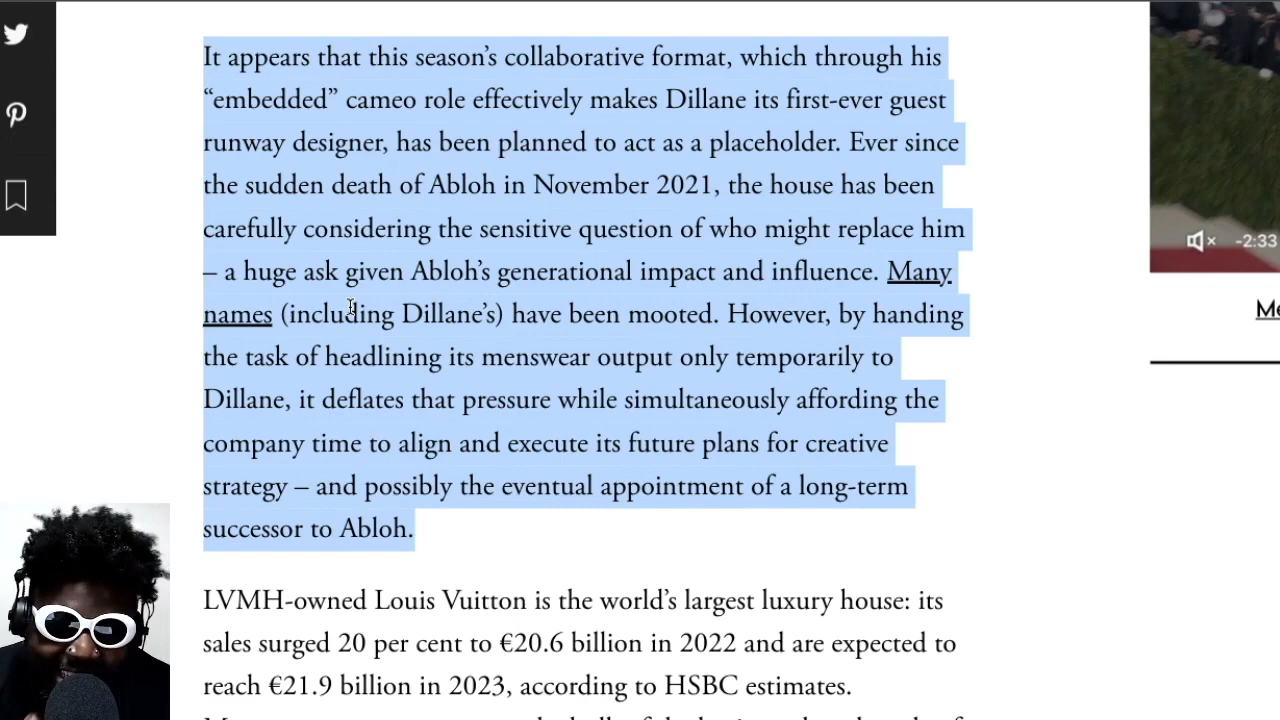 It appears that this season’s collaborative format, which through his
“embedded” cameo role effectively makes Dillane its first-ever guest
runway designer, has been planned to act as a placeholder. Ever since
the sudden death of Abloh in November 2021, the house has been
carefully considering the sensitive question of who might replace him
– a huge ask given Abloh’s generational impact and influence. Many
names (including Dillane’s) have been mooted. However, by handing
the task of headlining its menswear output only temporarily to
Dillane, it deflates that pressure while simultaneously affording the
company time to align and execute its future plans for creative
strategy – and possibly the eventual appointment of a long-term
successor to Abloh.
LVMH-owned Louis Vuitton is the world’s largest luxury house: its
sales surged 20 per cent to €20.6 billion in 2022 and are expected to
reach €21.9 billion in 2023, according to HSBC estimates.
-2:33